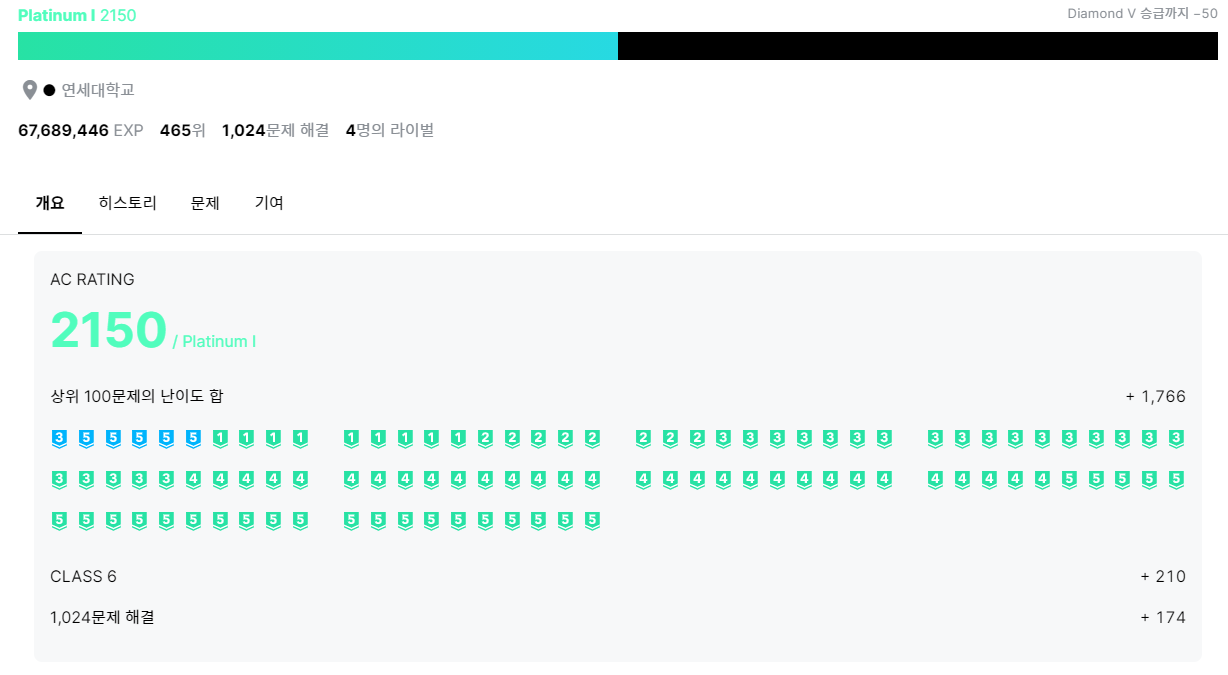 Platinum I 2150
Diamond V 승급까지 −50
연세대학교
67,689,446 EXP 465위 1,024문제 해결 4명의 라이벌
개요 히스토리 문제 기여
AC RATING
2150 / Platinum I
상위 100문제의 난이도 합 + 1,766
3 5 5 5 5 5 1 1 1 1 1 1 1 1 1 2 2 2 2 2 2 2 2 3 3 3 3 3 3 3 3 3 3 3 3 3 3 3 3 3
3 3 3 3 3 4 4 4 4 4 4 4 4 4 4 4 4 4 4 4 4 4 4 4 4 4 4 4 4 4 4 4 4 4 4 5 5 5 5 5
5 5 5 5 5 5 5 5 5 5 5 5 5 5 5 5 5 5 5 5
CLASS 6 + 210
1,024문제 해결 + 174